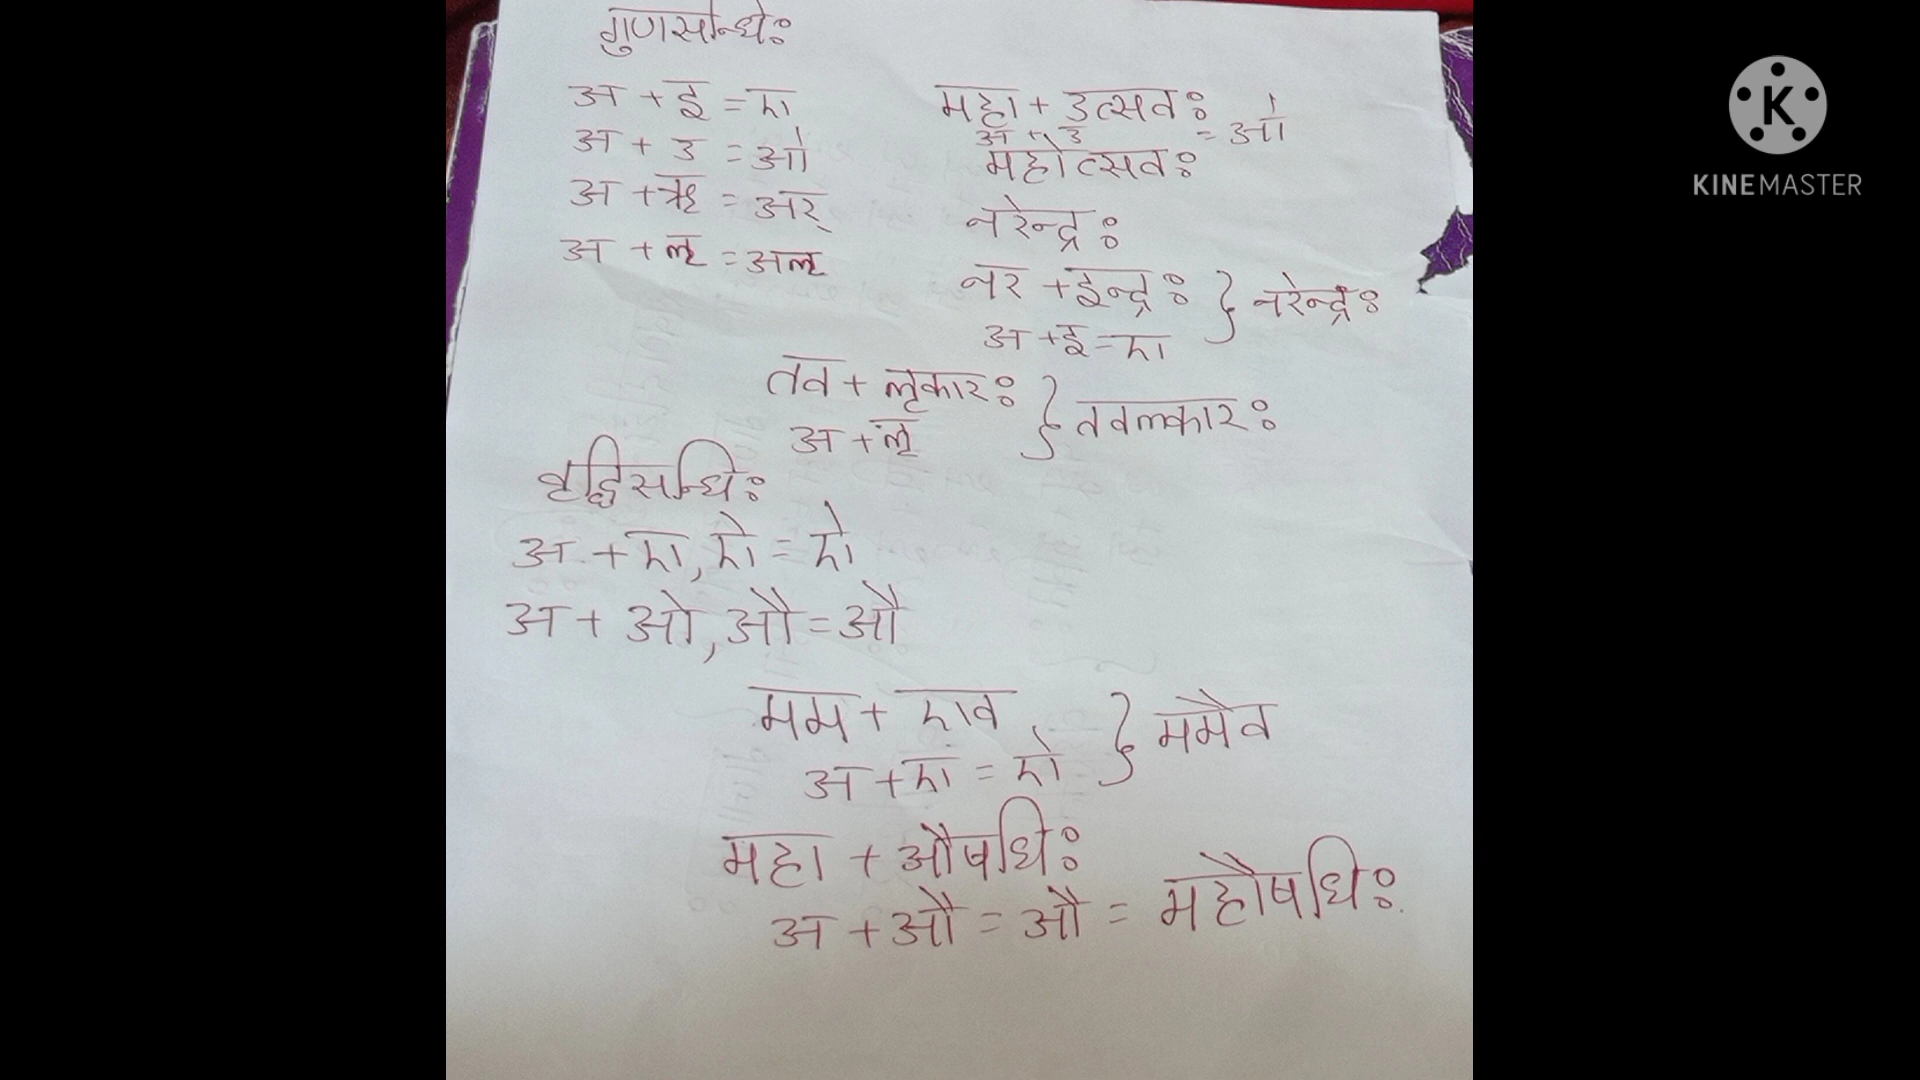 गुणसन्धिः
अ + इ = ए
अ + उ = ओ
अ + ऋ = अर्
अ + लृ = अलृ
महा + उत्सवः
अ + उ = ओ
महोत्सवः
नरेन्द्रः
नर + इन्द्रः } नरेन्द्रः
अ + इ = ए
तव + लृकारः } तवल्कारः
अ + लृ
वृद्धिसन्धिः
अ + ए, ऐ = ऐ
अ + ओ, औ = औ
मम + एव } ममैव
अ + ए = ऐ
महा + औषधिः
अ + औ = औ = महौषधिः
K
KINEMASTER